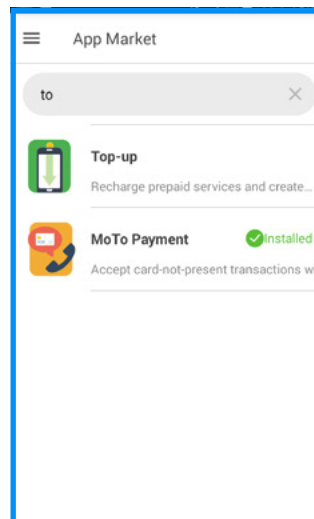 App Market
to
Top-up
Recharge prepaid services and create...
MoTo Payment Installed
Accept card-not-present transactions w